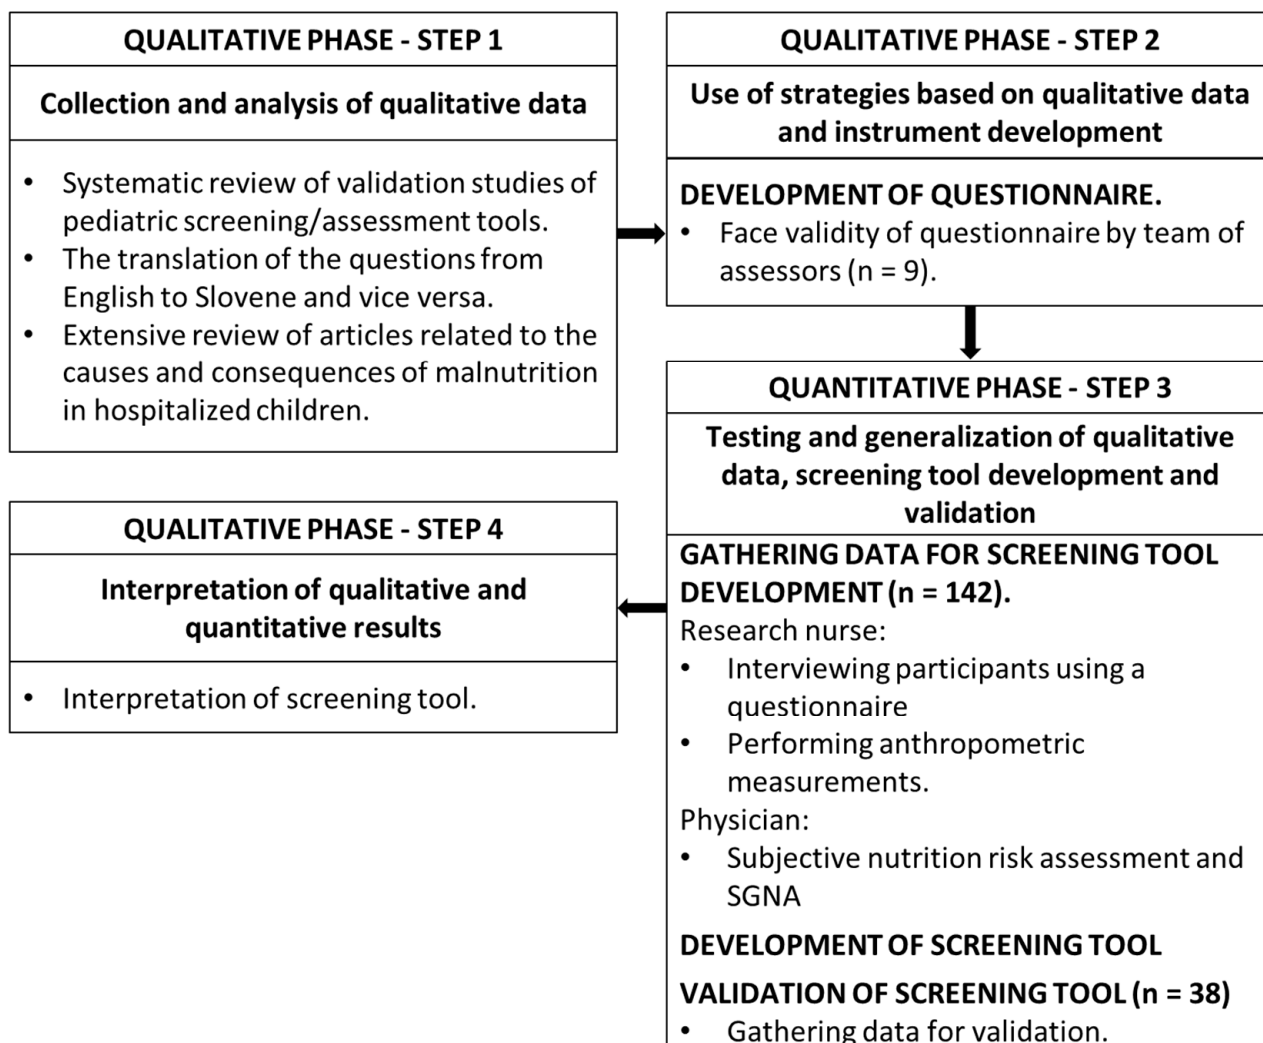 QUALITATIVE PHASE - STEP 1
Collection and analysis of qualitative data
• Systematic review of validation studies of
pediatric screening/assessment tools.
• The translation of the questions from
English to Slovene and vice versa.
• Extensive review of articles related to the
causes and consequences of malnutrition
in hospitalized children.
QUALITATIVE PHASE - STEP 2
Use of strategies based on qualitative data
and instrument development
DEVELOPMENT OF QUESTIONNAIRE.
• Face validity of questionnaire by team of
assessors (n = 9).
QUANTITATIVE PHASE - STEP 3
Testing and generalization of qualitative
data, screening tool development and
validation
GATHERING DATA FOR SCREENING TOOL
DEVELOPMENT (n = 142).
Research nurse:
• Interviewing participants using a
questionnaire
• Performing anthropometric
measurements.
Physician:
• Subjective nutrition risk assessment and
SGNA
DEVELOPMENT OF SCREENING TOOL
VALIDATION OF SCREENING TOOL (n = 38)
• Gathering data for validation.
QUALITATIVE PHASE - STEP 4
Interpretation of qualitative and
quantitative results
• Interpretation of screening tool.